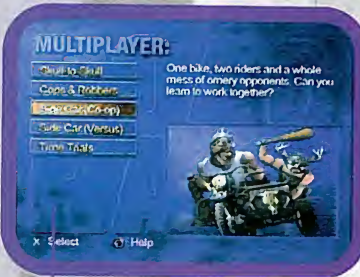 MULTIPLAYER:
Skull-to-Skull
Cops & Robbers
Side Car (Co-op)
Side Car (Versus)
Time Trials
One bike, two riders and a whole
mess of ornery opponents. Can you
learn to work together?
X Select
Help